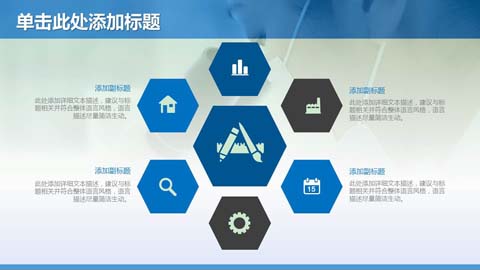 单击此处添加标题
添加副标题
此处添加详细文本描述，建议与标
题相关并符合整体语言风格，语言
描述尽量简洁生动。
添加副标题
此处添加详细文本描述，建议与标
题相关并符合整体语言风格，语言
描述尽量简洁生动。
添加副标题
此处添加详细文本描述，建议与标
题相关并符合整体语言风格，语言
描述尽量简洁生动。
添加副标题
此处添加详细文本描述，建议与标
题相关并符合整体语言风格，语言
描述尽量简洁生动。
15